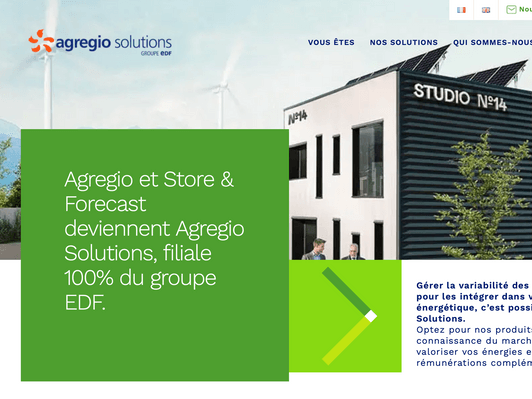 Nou
agregio solutions
GROUPE EDF
VOUS ÊTES
NOS SOLUTIONS
QUI SOMMES-NOUS
STUDIO Nº14
Nº14
Agregio et Store &
Forecast
deviennent Agregio
Solutions, filiale
100% du groupe
EDF.
Gérer la variabilité des
pour les intégrer dans v
énergétique, c'est possi
Solutions.
Optez pour nos produits
connaissance du march
valoriser vos énergies e
rémunérations complém